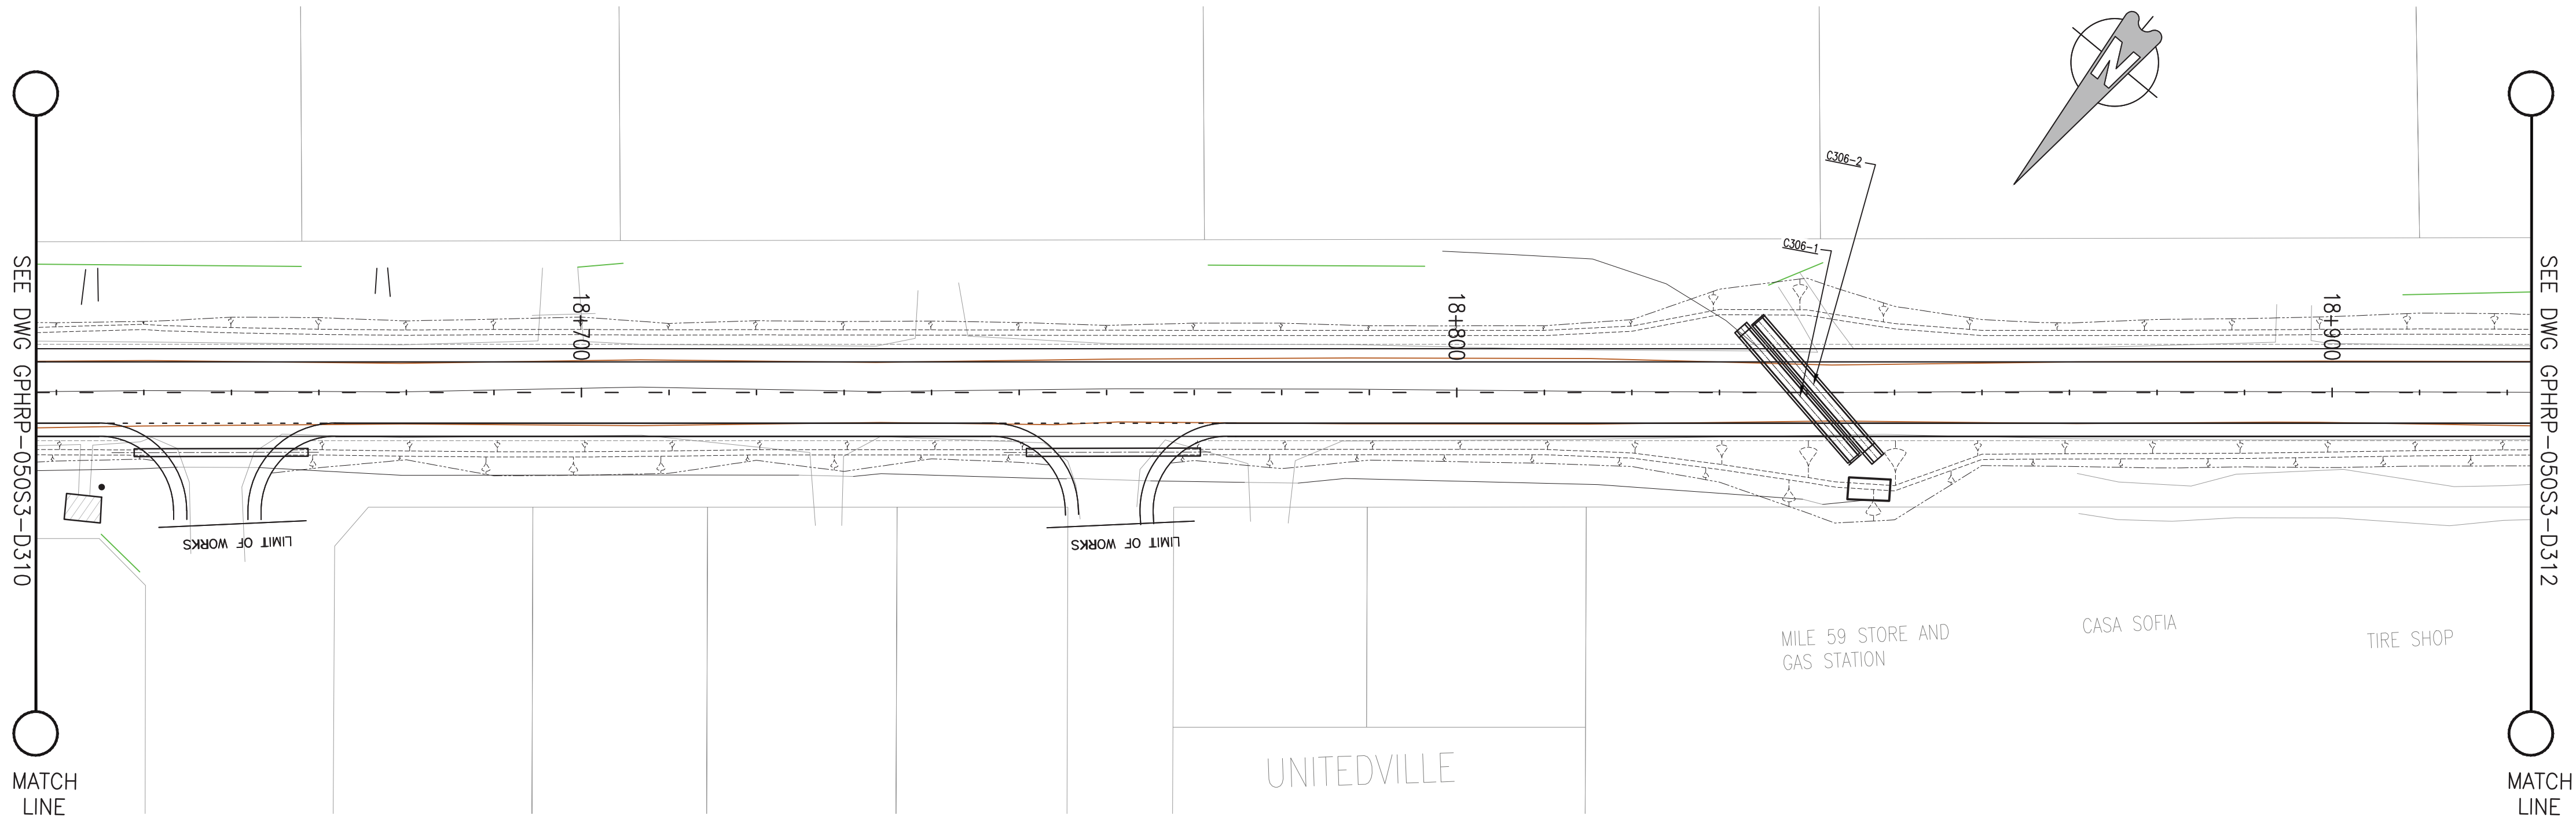 N
C306-2
C306-1
SEE DWG GPHRP-050S3-D310
18+700
18+800
18+900
SEE DWG GPHRP-050S3-D312
LIMIT OF WORKS
LIMIT OF WORKS
MILE 59 STORE AND
GAS STATION
CASA SOFIA
TIRE SHOP
UNITEDVILLE
MATCH
LINE
MATCH
LINE